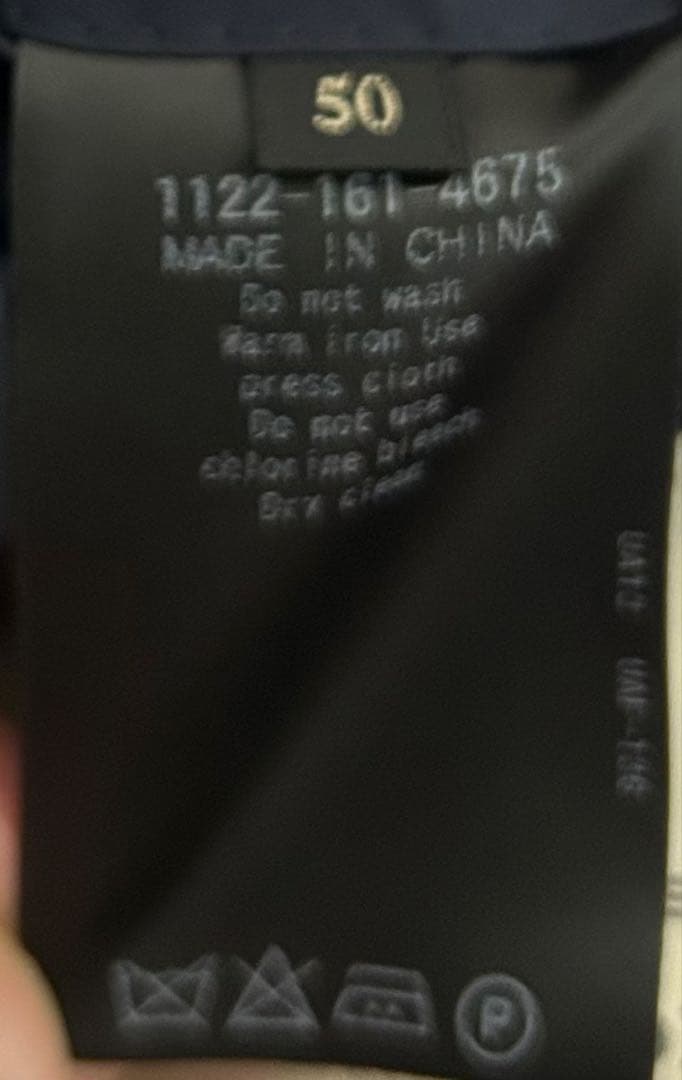 50
1122-161-4675
MADE IN CHINA
Do not wash
Warm iron Use
press cloth
Do not use
chlorine bleach
Dry clean
P